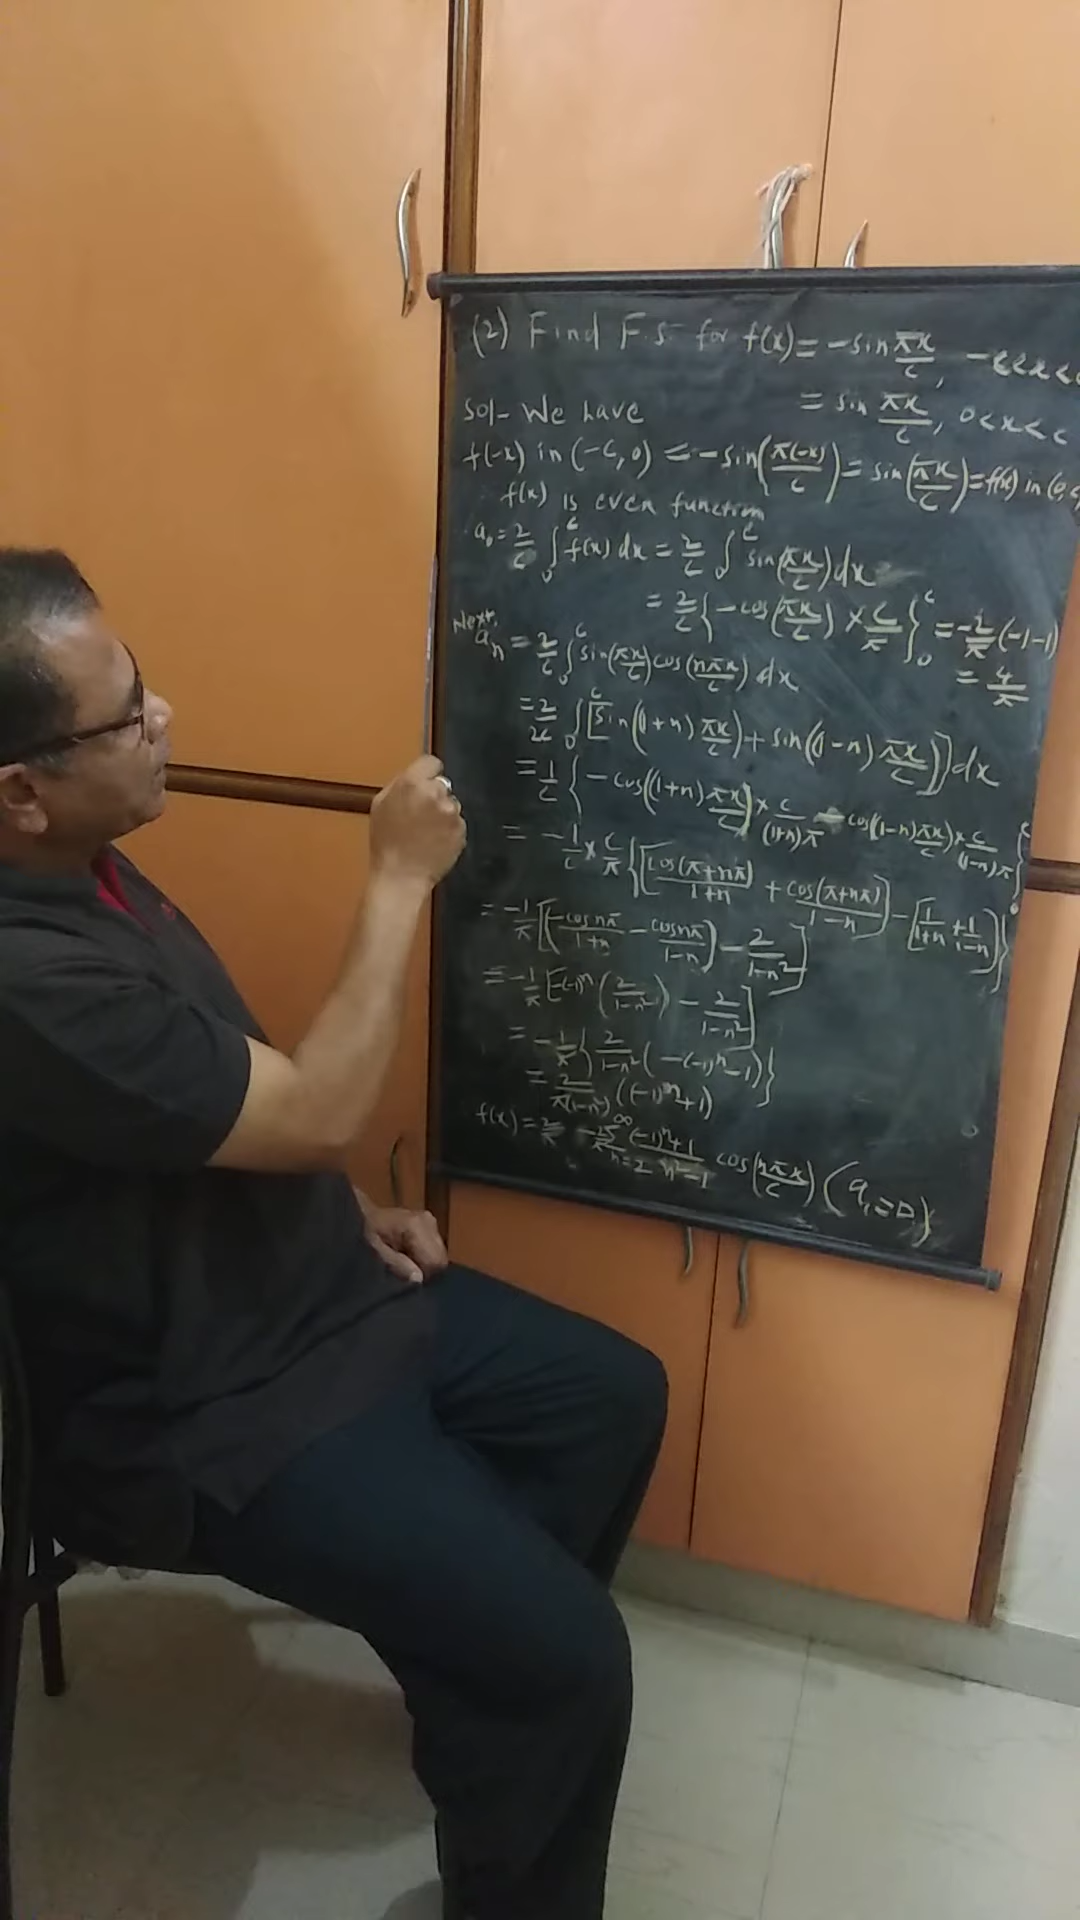 (2) Find F.S for f(x) = -sin πx/c, -c<x<0
= sin πx/c, 0<x<c
Sol- We have
f(-x) in (-c,0) = -sin(π(-x)/c) = sin(πx/c) = f(x) in (0,c
f(x) is even function
a₀ = 2/c ∫₀^c f(x) dx = 2/c ∫₀^c sin(πx/c) dx
= 2/c {-cos(πx/c) × c/π}₀^c = -2/π (-1-1)
= 4/π
Next, aₙ = 2/c ∫₀^c sin(πx/c) cos(nπx/c) dx
= 2/2c ∫₀^c [sin((1+n) πx/c) + sin((1-n) πx/c)] dx
= 1/c {-cos((1+n) πx/c) × c/(1+n)π - cos((1-n) πx/c) × c/(1-n)π}₀^c
= -1/c × c/π {[cos(π+nπ)/1+n + cos(π+nπ)/1-n] - [1/1+n + 1/1-n]}
= -1/π [(-cosnπ/1+n - cosnπ/1-n) - 2/1-n²]
= -1/π [-(-1)ⁿ (2/1-n²) - 2/1-n²]
= -1/π {2/1-n² (-(-1)ⁿ-1)}
= 2/π(1-n²) ((-1)ⁿ+1)
f(x) = 2/π - 2/π Σ_{n=2}^∞ (-1)ⁿ+1/n²-1 cos(nπx/c) (a₁=0)